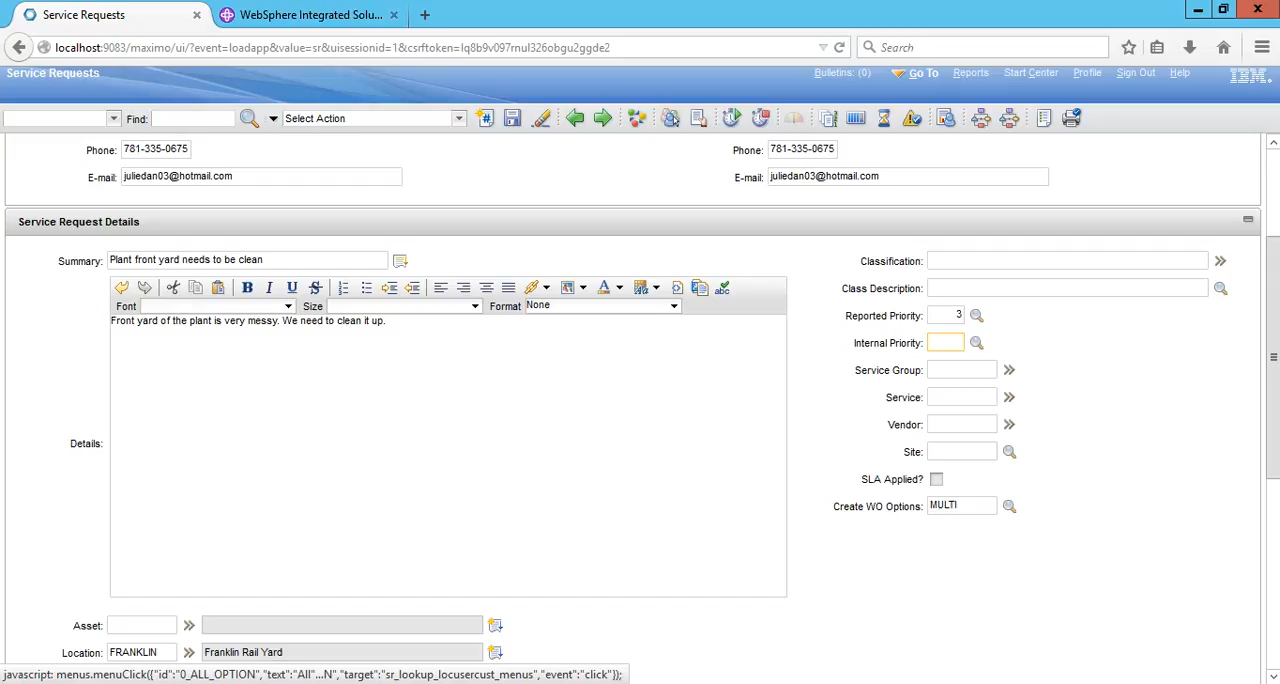 Service Requests
WebSphere Integrated Solu...
localhost:9083/maximo/ui/?event=loadapp&value=sr&uisessionid=1&csrftoken=lq8b9v097rnul326obgu2ggde2
Search
Service Requests
Bulletins: (0)
Go To
Reports
Start Center
Profile
Sign Out
Help
IBM.
Find:
Select Action
Phone: 781-335-0675
Phone: 781-335-0675
E-mail: juliedan03@hotmail.com
E-mail: juliedan03@hotmail.com
Service Request Details
Summary: Plant front yard needs to be clean
Font
Size
Format None
Front yard of the plant is very messy. We need to clean it up.
Details:
Classification:
Class Description:
Reported Priority: 3
Internal Priority:
Service Group:
Service:
Vendor:
Site:
SLA Applied?
Create WO Options: MULTI
Asset:
Location: FRANKLIN Franklin Rail Yard
javascript: menus.menuClick({"id":"0_ALL_OPTION","text":"All"...N","target":"sr_lookup_locusercust_menus","event":"click"});